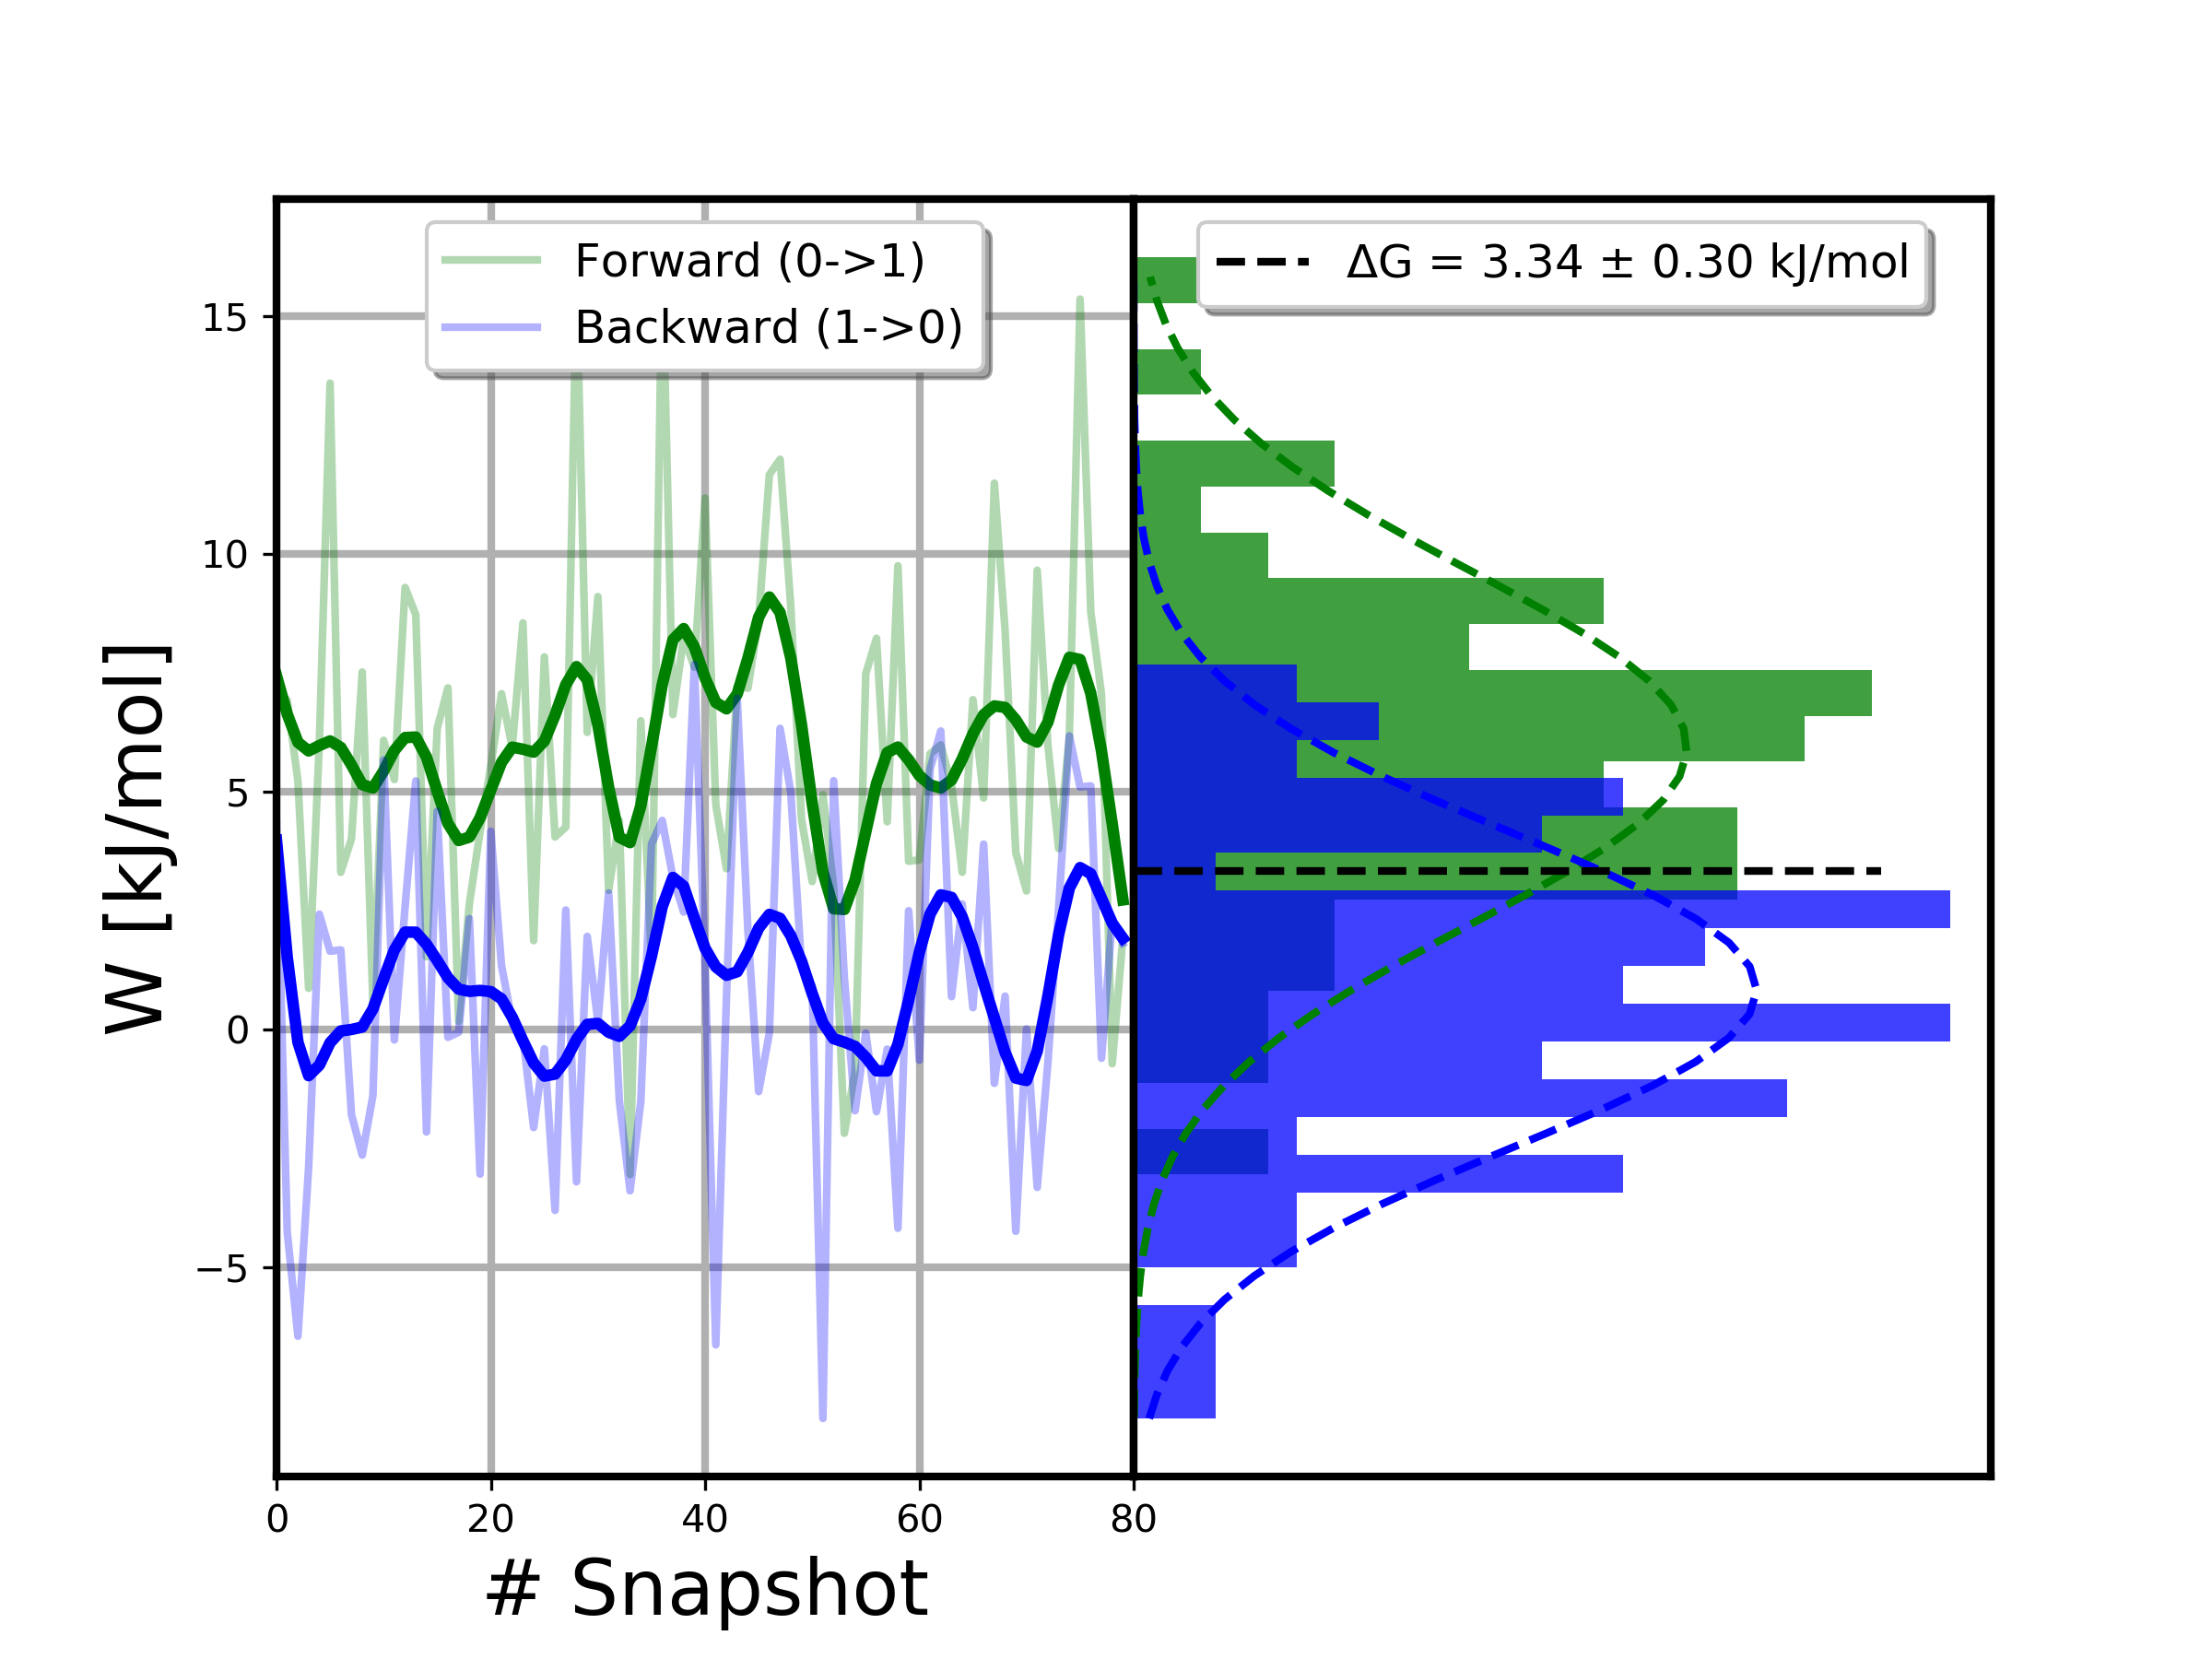 Forward (0->1)
Backward (1->0)
ΔG = 3.34 ± 0.30 kJ/mol
15
10
5
0
−5
W [kJ/mol]
0 20 40 60 80
# Snapshot